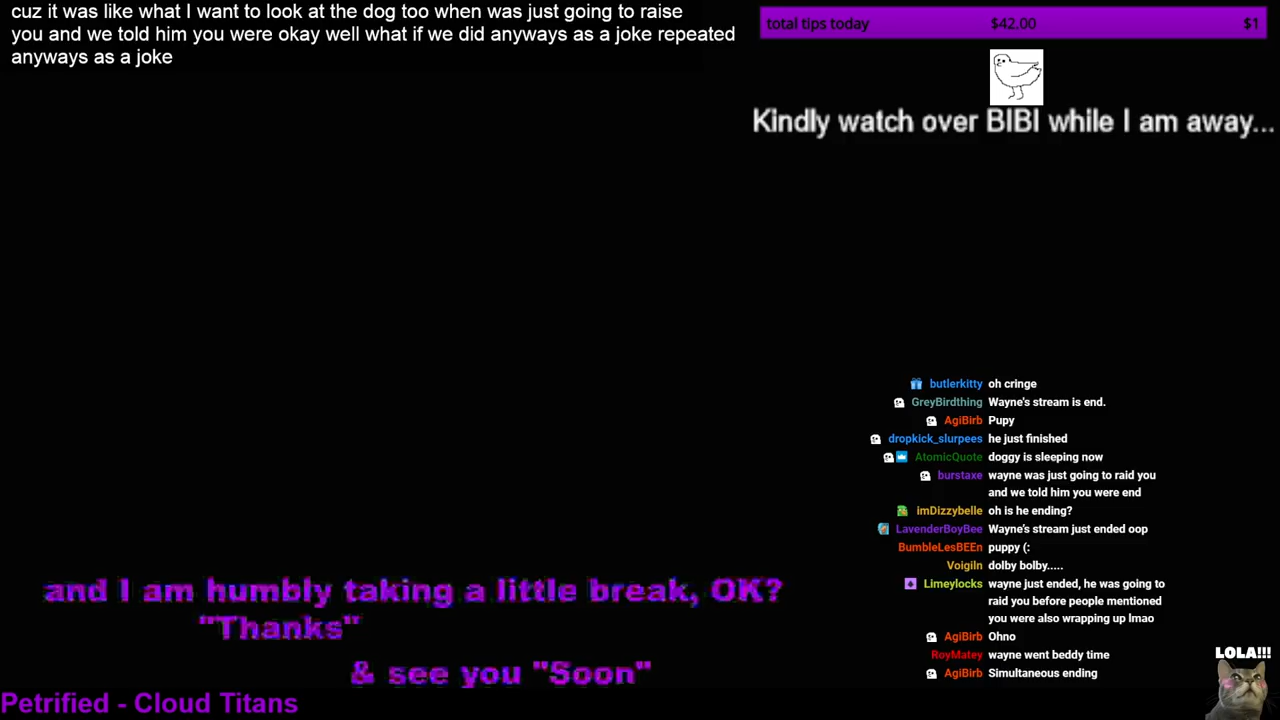 cuz it was like what I want to look at the dog too when was just going to raise
you and we told him you were okay well what if we did anyways as a joke repeated
anyways as a joke
total tips today $42.00 $1
Kindly watch over BIBI while I am away...
butlerkitty oh cringe
GreyBirdthing Wayne's stream is end.
AgiBirb Pupy
dropkick_slurpees he just finished
AtomicQuote doggy is sleeping now
burstaxe wayne was just going to raid you
and we told him you were end
imDizzybelle oh is he ending?
LavenderBoyBee Wayne's stream just ended oop
BumbleLesBEEn puppy (:
Voigiln dolby bolby.....
Limeylocks wayne just ended, he was going to
raid you before people mentioned
you were also wrapping up lmao
AgiBirb Ohno
RoyMatey wayne went beddy time
AgiBirb Simultaneous ending
and I am humbly taking a little break, OK?
"Thanks"
& see you "Soon"
LOLA!!!
Petrified - Cloud Titans